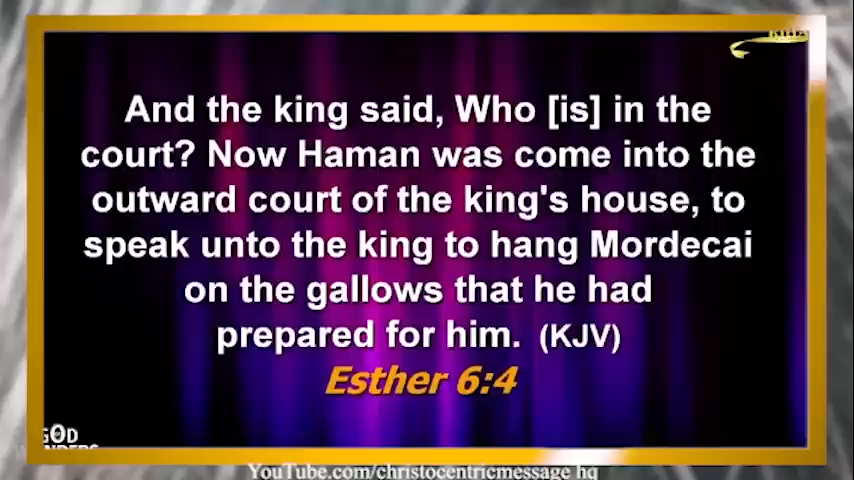 And the king said, Who [is] in the
court? Now Haman was come into the
outward court of the king's house, to
speak unto the king to hang Mordecai
on the gallows that he had
prepared for him. (KJV)
Esther 6:4
GOD
YouTube.com/christocentricmessage hq